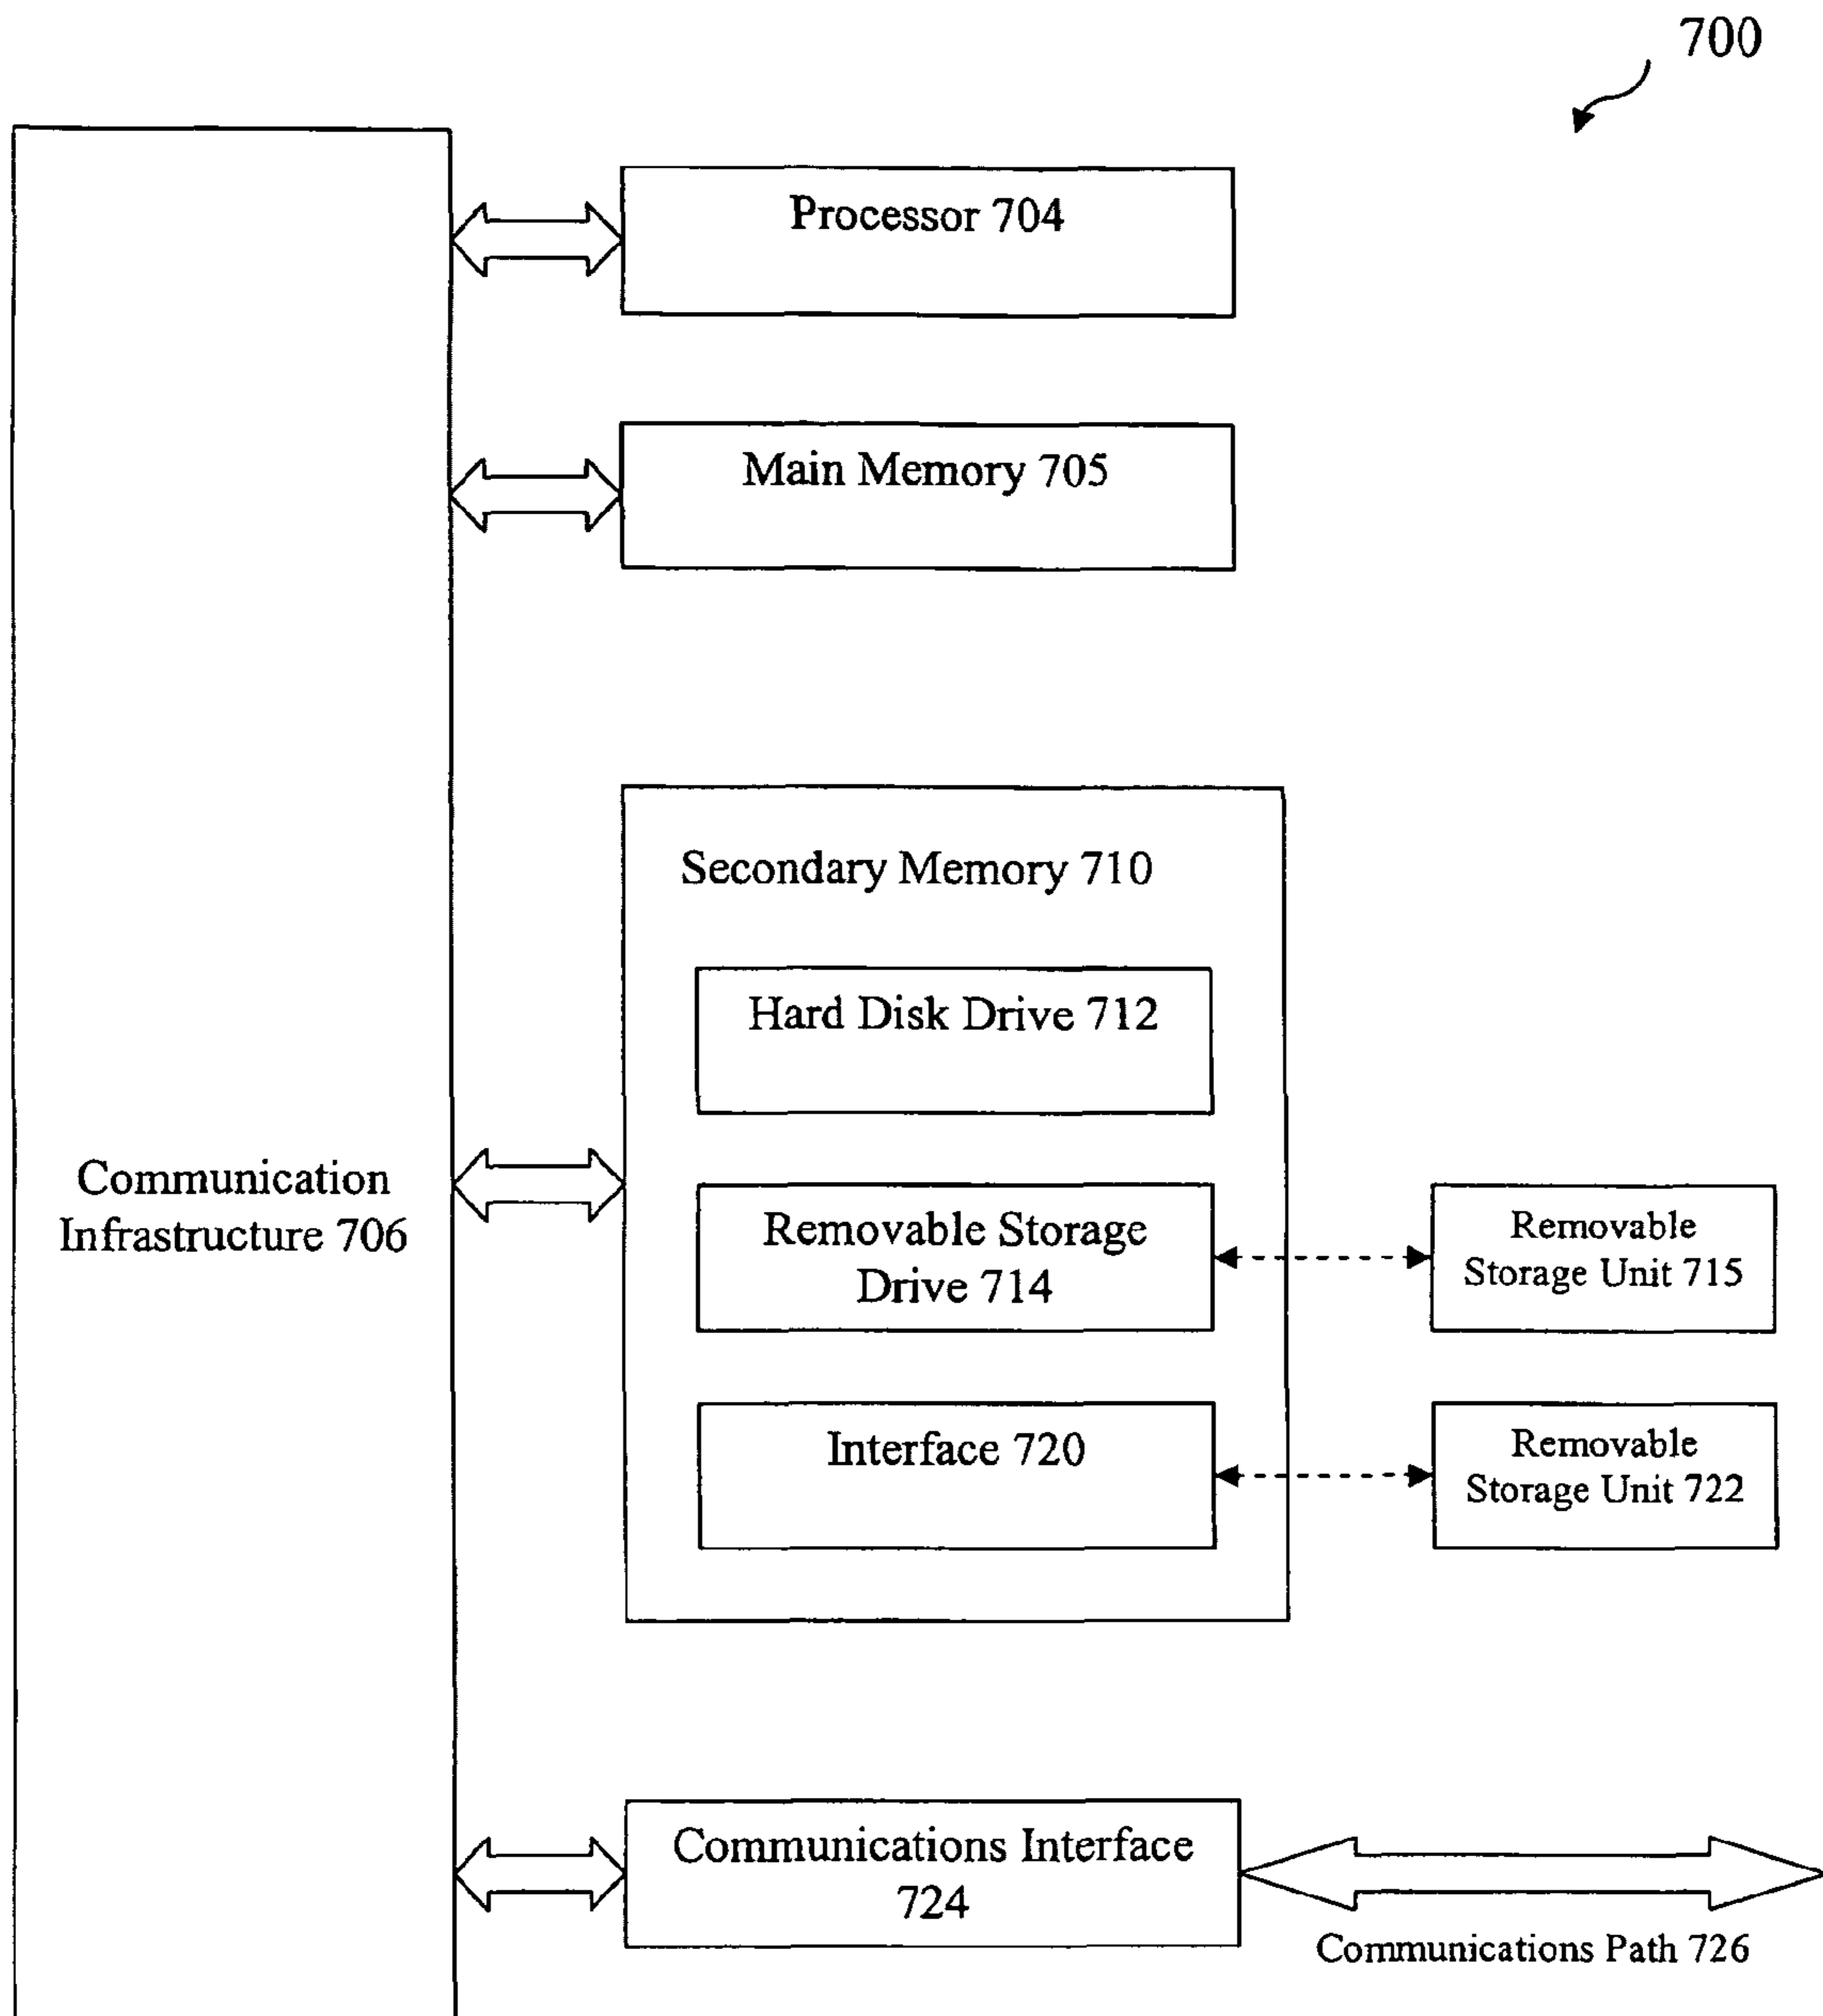 700
Processor 704
Main Memory 705
Secondary Memory 710
Hard Disk Drive 712
Communication
Infrastructure 706
Removable Storage
Drive 714
Removable
Storage Unit 715
Interface 720
Removable
Storage Unit 722
Communications Interface
724
Communications Path 726